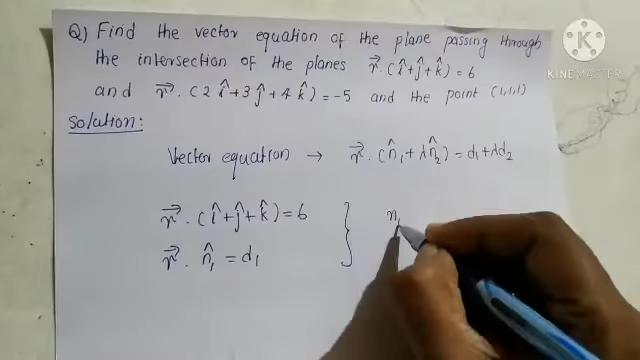 Q) Find the vector equation of the plane passing through
the intersection of the planes r⃗ . (î+ĵ+k̂) = 6
and r⃗ . (2 î +3 ĵ +4 k̂) = -5 and the point (1,1,1)
Solution:
Vector equation → r⃗ . (n̂₁ + λn̂₂) = d₁ + λd₂
r⃗ . (î+ĵ+k̂) = 6
r⃗ . n̂₁ = d₁
n₁
KINEMASTER